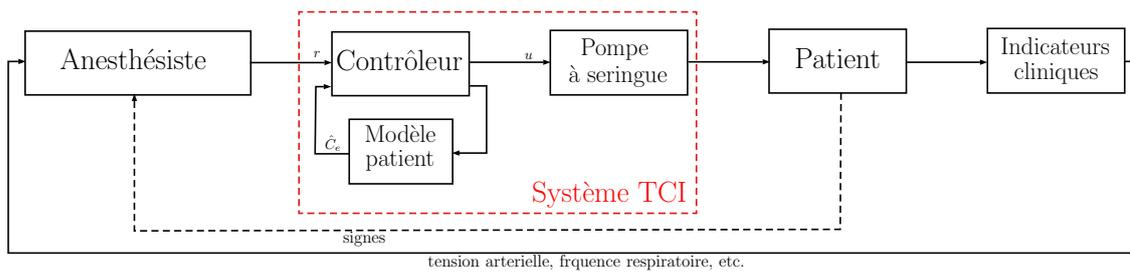 Anesthésiste
r
Contrôleur
u
Pompe
à seringue
Patient
Indicateurs
cliniques
Ĉₑ
Modèle
patient
Système TCI
signes
tension arterielle, frquence respiratoire, etc.